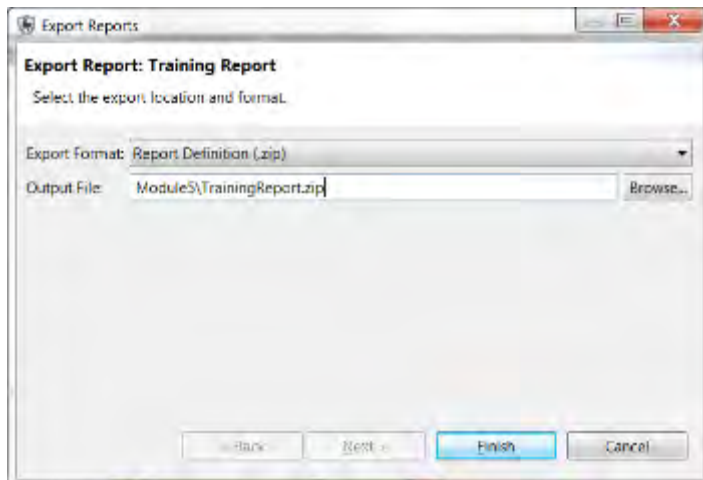 Export Reports
Export Report: Training Report
Select the export location and format.
Export Format: Report Definition (.zip)
Output File: Module5\TrainingReport.zip Browse...
< Back Next > Finish Cancel